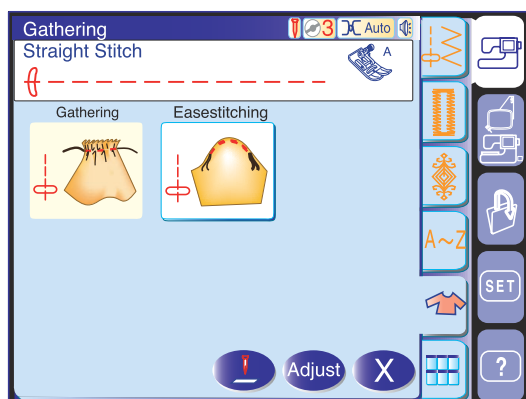 Gathering
3 Auto
Straight Stitch
A
Gathering Easestitching
A~Z
SET
Adjust X
?